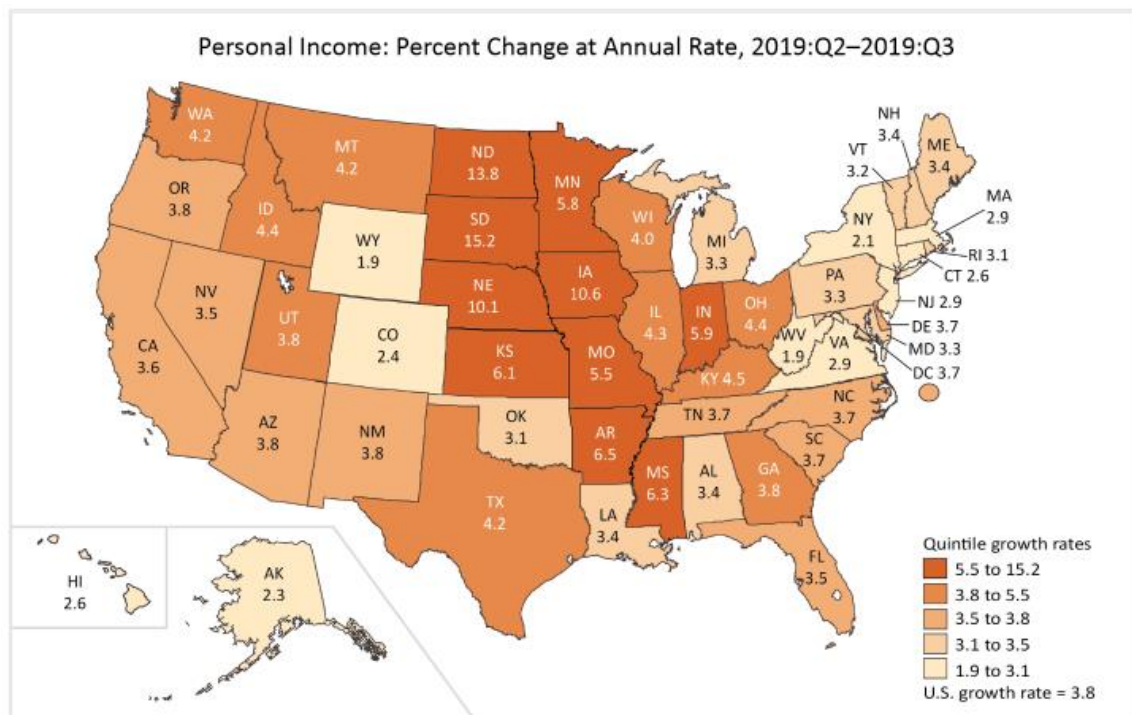 Personal Income: Percent Change at Annual Rate, 2019:Q2–2019:Q3
WA
4.2
MT
4.2
ND
13.8
MN
5.8
OR
3.8
ID
4.4
WY
1.9
SD
15.2
WI
4.0
MI
3.3
NH
3.4
VT
3.2
ME
3.4
MA
2.9
NY
2.1
RI 3.1
CT 2.6
PA
3.3
NJ 2.9
DE 3.7
MD 3.3
DC 3.7
NV
3.5
UT
3.8
CA
3.6
CO
2.4
NE
10.1
IA
10.6
IL
4.3
IN
5.9
OH
4.4
WV
1.9
VA
2.9
KS
6.1
MO
5.5
KY 4.5
NC
3.7
TN 3.7
SC
3.7
AZ
3.8
NM
3.8
OK
3.1
AR
6.5
MS
6.3
AL
3.4
GA
3.8
TX
4.2
LA
3.4
FL
3.5
HI
2.6
AK
2.3
Quintile growth rates
5.5 to 15.2
3.8 to 5.5
3.5 to 3.8
3.1 to 3.5
1.9 to 3.1
U.S. growth rate = 3.8